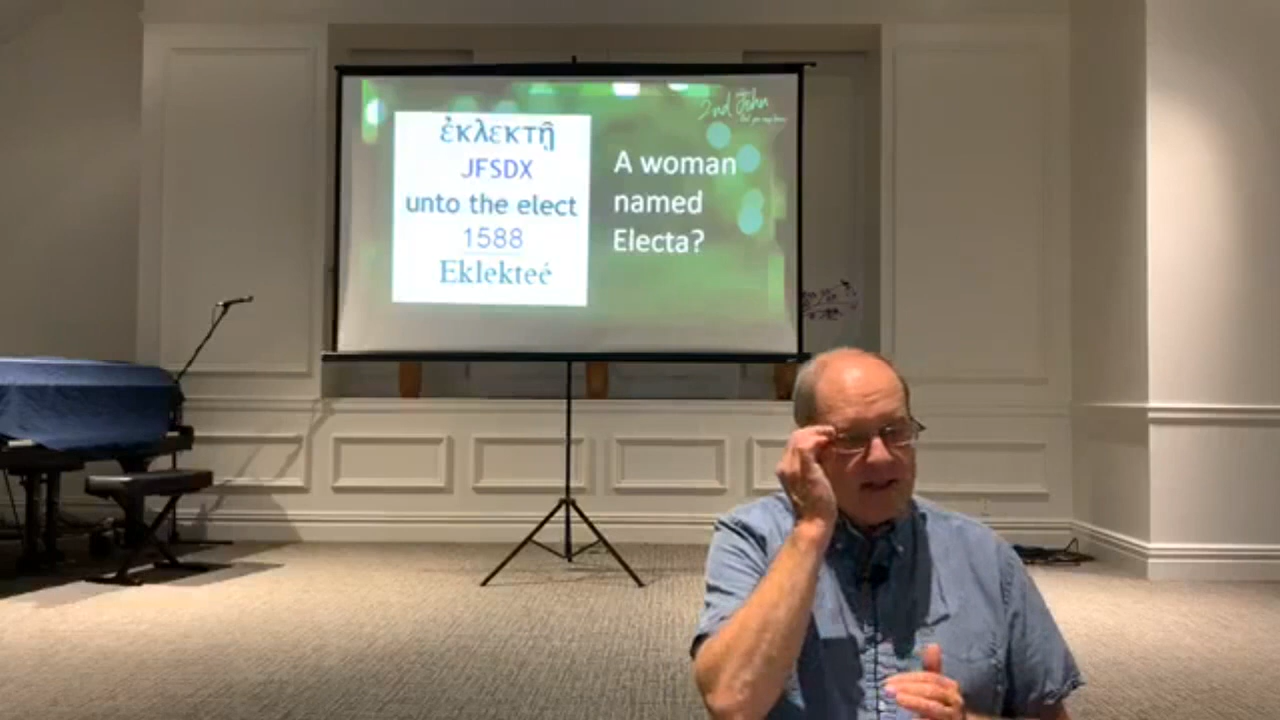 2nd John
ἐκλεκτῇ
JFSDX
unto the elect
1588
Eklekteé
A woman
named
Electa?